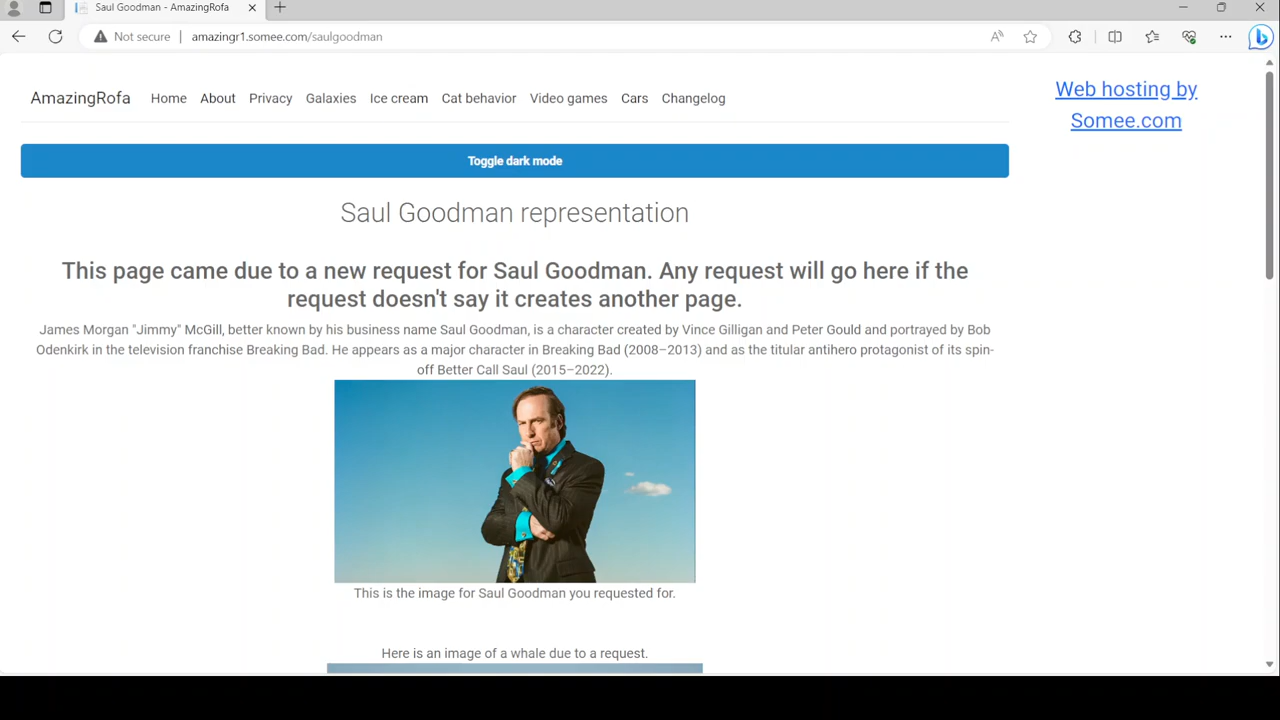 Saul Goodman - AmazingRofa
Not secure
amazingr1.somee.com/saulgoodman
AmazingRofa Home About Privacy Galaxies Ice cream Cat behavior Video games Cars Changelog
Web hosting by
Somee.com
Toggle dark mode
Saul Goodman representation
This page came due to a new request for Saul Goodman. Any request will go here if the
request doesn't say it creates another page.
James Morgan "Jimmy" McGill, better known by his business name Saul Goodman, is a character created by Vince Gilligan and Peter Gould and portrayed by Bob
Odenkirk in the television franchise Breaking Bad. He appears as a major character in Breaking Bad (2008–2013) and as the titular antihero protagonist of its spin-
off Better Call Saul (2015–2022).
This is the image for Saul Goodman you requested for.
Here is an image of a whale due to a request.